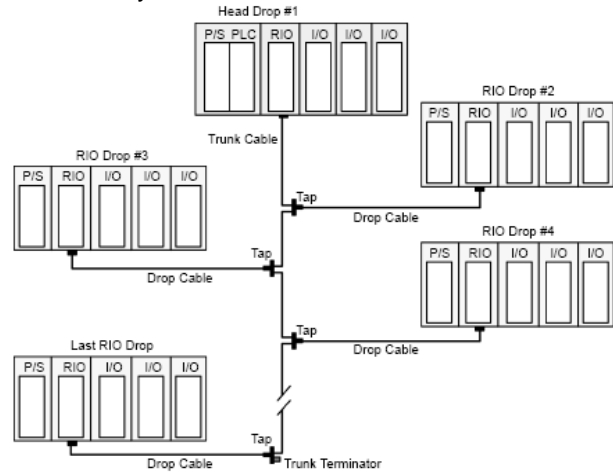 Head Drop #1
P/S PLC RIO I/O I/O I/O
Trunk Cable
RIO Drop #2
P/S RIO I/O I/O I/O
Tap
Drop Cable
RIO Drop #3
P/S RIO I/O I/O I/O
Tap
Drop Cable
RIO Drop #4
P/S RIO I/O I/O I/O
Tap
Drop Cable
Last RIO Drop
P/S RIO I/O I/O I/O
Tap
Drop Cable
Trunk Terminator